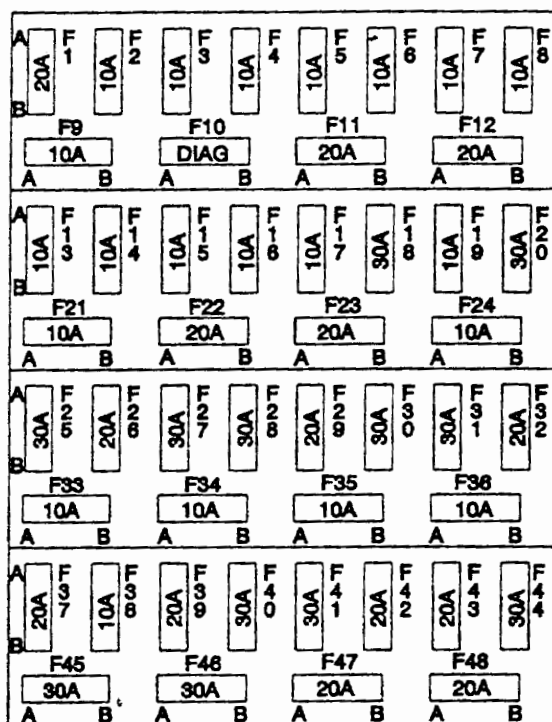 A 20A F1 10A F2 10A F3 10A F4 10A F5 10A F6 10A F7 10A F8
B
F9 F10 F11 F12
10A DIAG 20A 20A
A B A B A B A B
A 10A F13 10A F14 10A F15 10A F16 10A F17 30A F18 10A F19 30A F20
B
F21 F22 F23 F24
10A 20A 20A 10A
A B A B A B A B
A 30A F25 20A F26 30A F27 30A F28 20A F29 30A F30 30A F31 20A F32
B
F33 F34 F35 F36
10A 10A 10A 10A
A B A B A B A B
A 20A F37 10A F38 20A F39 30A F40 30A F41 20A F42 20A F43 30A F44
B
F45 F46 F47 F48
30A 30A 20A 20A
A B A B A B A B